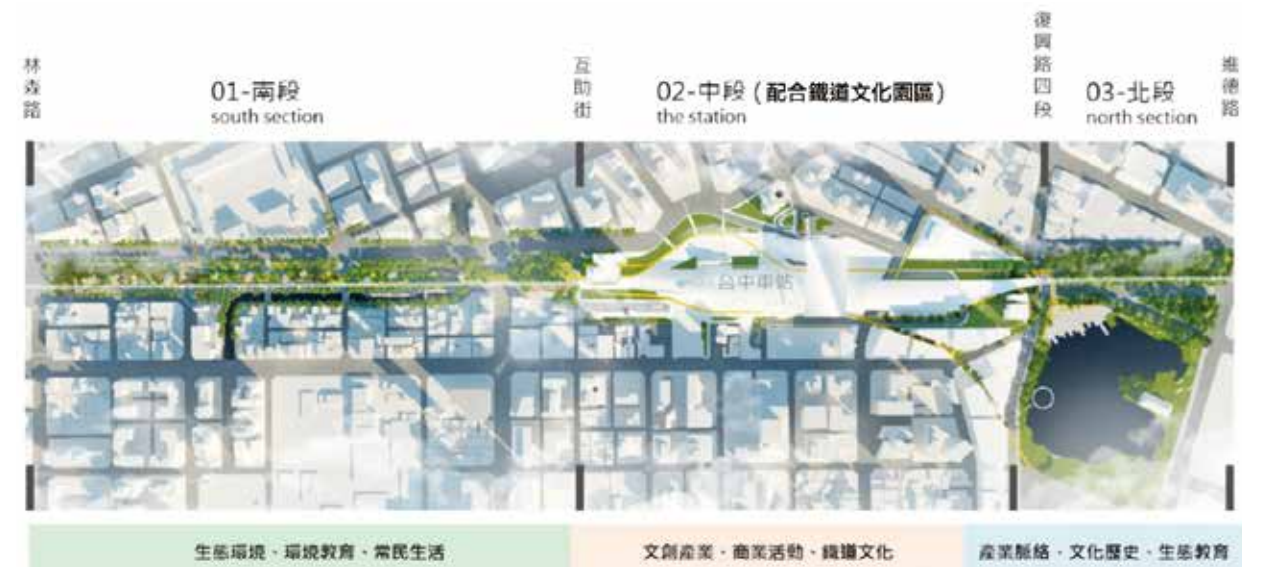 林森路
01-南段
south section
互助街
02-中段（配合鐵道文化園區）
the station
復興路四段
03-北段
north section
進德路
台中車站
生態環境、環境教育、常民生活
文創產業、商業活動、鐵道文化
產業脈絡、文化歷史、生態教育